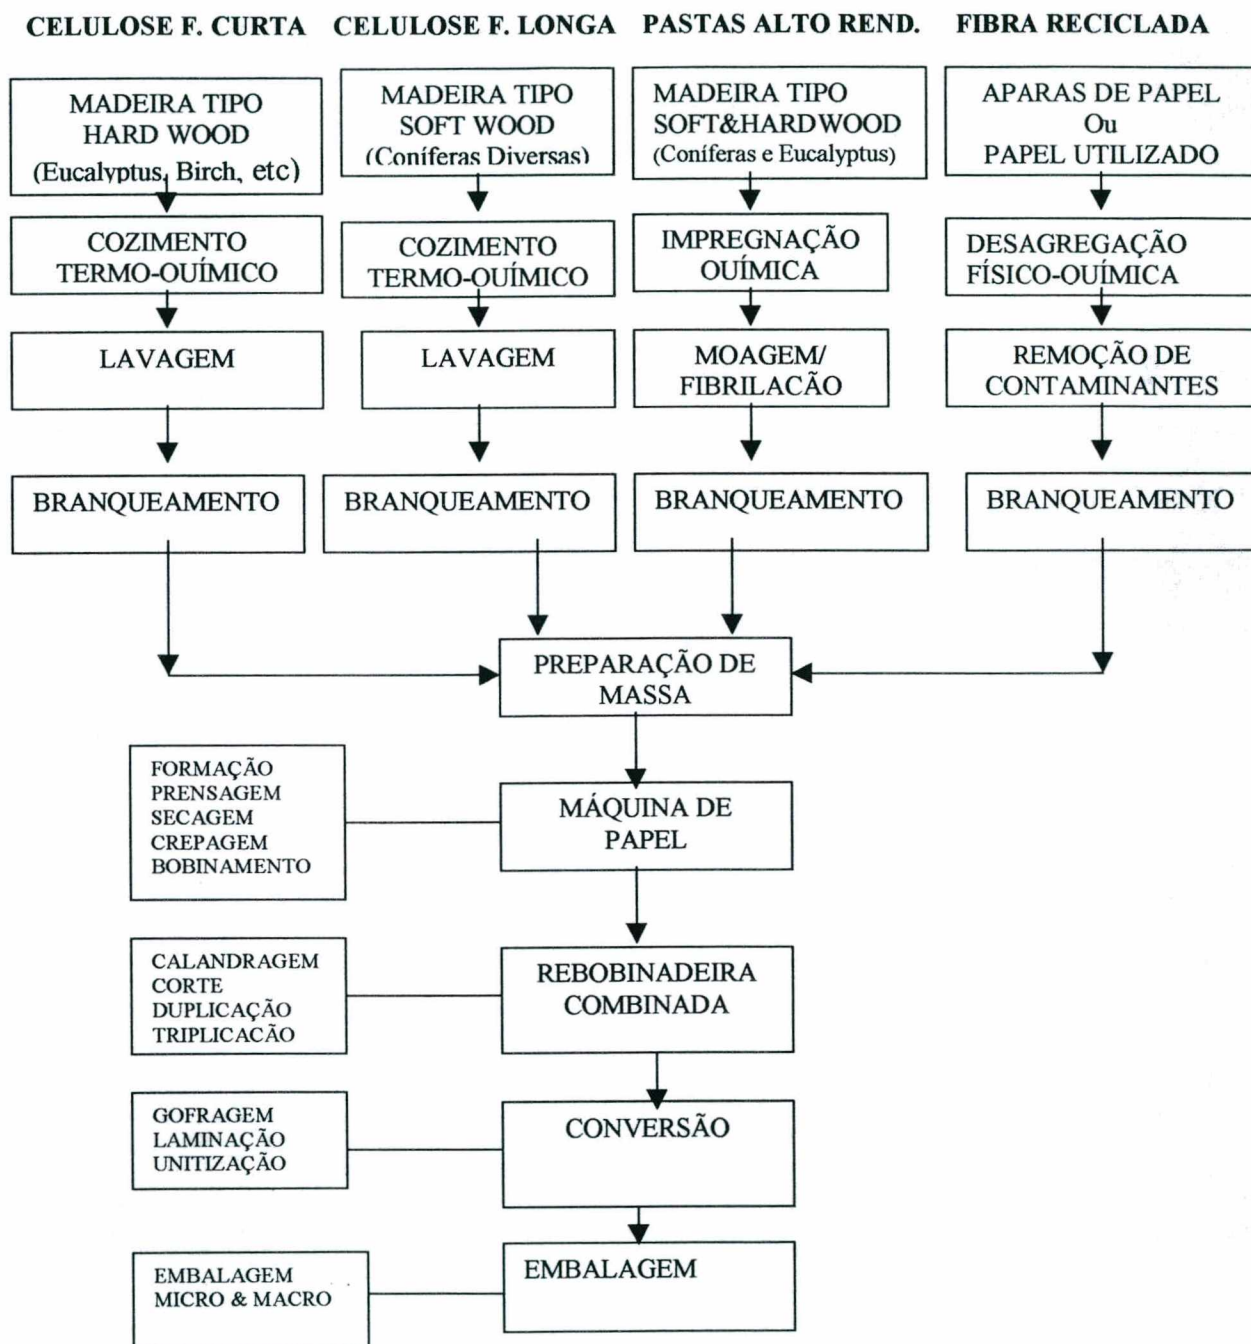 CELULOSE F. CURTA
CELULOSE F. LONGA
PASTAS ALTO REND.
FIBRA RECICLADA
MADEIRA TIPO
HARD WOOD
(Eucalyptus, Birch, etc)
MADEIRA TIPO
SOFT WOOD
(Coníferas Diversas)
MADEIRA TIPO
SOFT&HARDWOOD
(Coníferas e Eucalyptus)
APARAS DE PAPEL
Ou
PAPEL UTILIZADO
COZIMENTO
TERMO-QUÍMICO
COZIMENTO
TERMO-QUÍMICO
IMPREGNAÇÃO
QUÍMICA
DESAGREGAÇÃO
FÍSICO-QUÍMICA
LAVAGEM
LAVAGEM
MOAGEM/
FIBRILACÃO
REMOÇÃO DE
CONTAMINANTES
BRANQUEAMENTO
BRANQUEAMENTO
BRANQUEAMENTO
BRANQUEAMENTO
PREPARAÇÃO DE
MASSA
FORMAÇÃO
PRENSAGEM
SECAGEM
CREPAGEM
BOBINAMENTO
MÁQUINA DE
PAPEL
CALANDRAGEM
CORTE
DUPLICAÇÃO
TRIPLICACÃO
REBOBINADEIRA
COMBINADA
GOFRAGEM
LAMINAÇÃO
UNITIZAÇÃO
CONVERSÃO
EMBALAGEM
MICRO & MACRO
EMBALAGEM